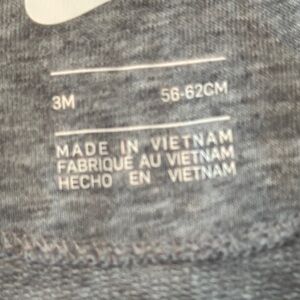 3M 56-62CM
MADE IN VIETNAM
FABRIQUÉ AU VIETNAM
HECHO EN VIETNAM